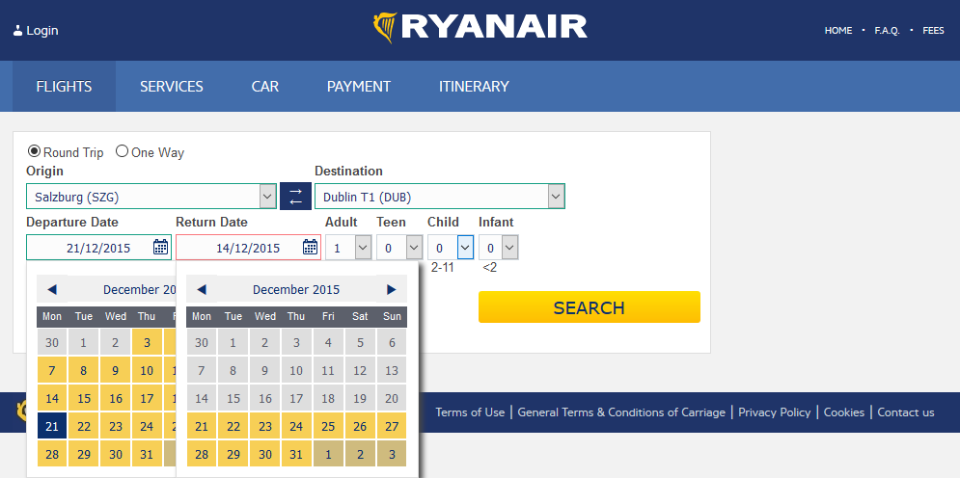 Login
RYANAIR
HOME • F.A.Q. • FEES
FLIGHTS SERVICES CAR PAYMENT ITINERARY
Round Trip One Way
Origin Destination
Salzburg (SZG) Dublin T1 (DUB)
Departure Date Return Date Adult Teen Child Infant
21/12/2015 14/12/2015 1 0 0 0
2-11 <2
December 20 December 2015
SEARCH
Mon Tue Wed Thu F Mon Tue Wed Thu Fri Sat Sun
30 1 2 3 30 1 2 3 4 5 6
7 8 9 10 1 7 8 9 10 11 12 13
14 15 16 17 1 14 15 16 17 18 19 20
Terms of Use | General Terms & Conditions of Carriage | Privacy Policy | Cookies | Contact us
21 22 23 24 2 21 22 23 24 25 26 27
28 29 30 31 28 29 30 31 1 2 3